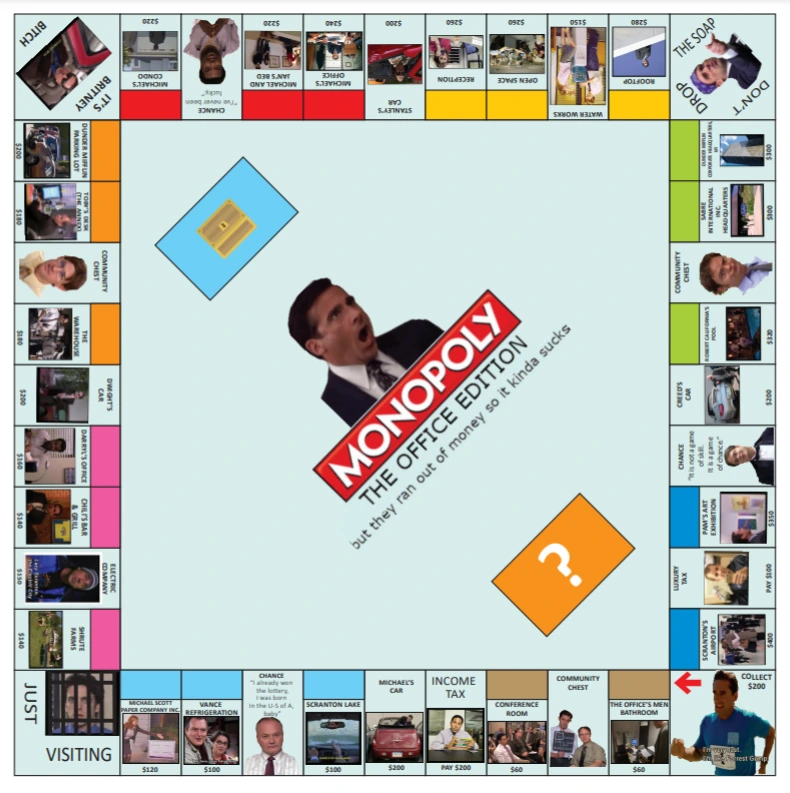 $220
MICHAEL'S
CONDO
CHANCE
"I've never been
lucky."
$220
MICHAEL AND
JAN'S BED
$240
MICHAEL'S
OFFICE
$200
STANLEY'S
CAR
$260
RECEPTION
$260
OPEN SPACE
$150
WATER WORKS
$280
ROOFTOP
IT'S
BRITNEY
BITCH
DON'T
DROP
THE SOAP
$200
DUNDER MIFFLIN
PARKING LOT
$180
TOBY'S DESK
(THE ANNEX)
COMMUNITY
CHEST
$180
THE
WAREHOUSE
$200
DWIGHT'S
CAR
$160
DARRYL'S OFFICE
$140
CHILI'S BAR
& GRILL
$150
ELECTRIC
COMPANY
$140
SHRUTE
FARMS
$300
DUNDER MIFFLIN
CORPORATE HEADQUARTERS,
$300
SABRE
INTERNATIONAL
INC.
HEADQUARTERS
COMMUNITY
CHEST
ROBERT CALIFORNIA'S
POOL
$320
CREED'S
CAR
$200
CHANCE
"It is not a game
of skill.
It is a game
of chance."
PAM'S ART
EXHIBITION
$350
LUXURY
TAX
PAY $100
SCRANTON'S
AIRPORT
$400
MONOPOLY
THE OFFICE EDITION
but they ran out of money so it kinda sucks
?
JUST
VISITING
MICHAEL SCOTT
PAPER COMPANY INC.
$120
VANCE
REFRIGERATION
$100
CHANCE
"I already won
the lottery,
I was born
in the U-S of A,
baby"
SCRANTON LAKE
$100
MICHAEL'S
CAR
$200
INCOME
TAX
PAY $200
CONFERENCE
ROOM
$60
COMMUNITY
CHEST
THE OFFICE'S MEN
BATHROOM
$60
COLLECT
$200